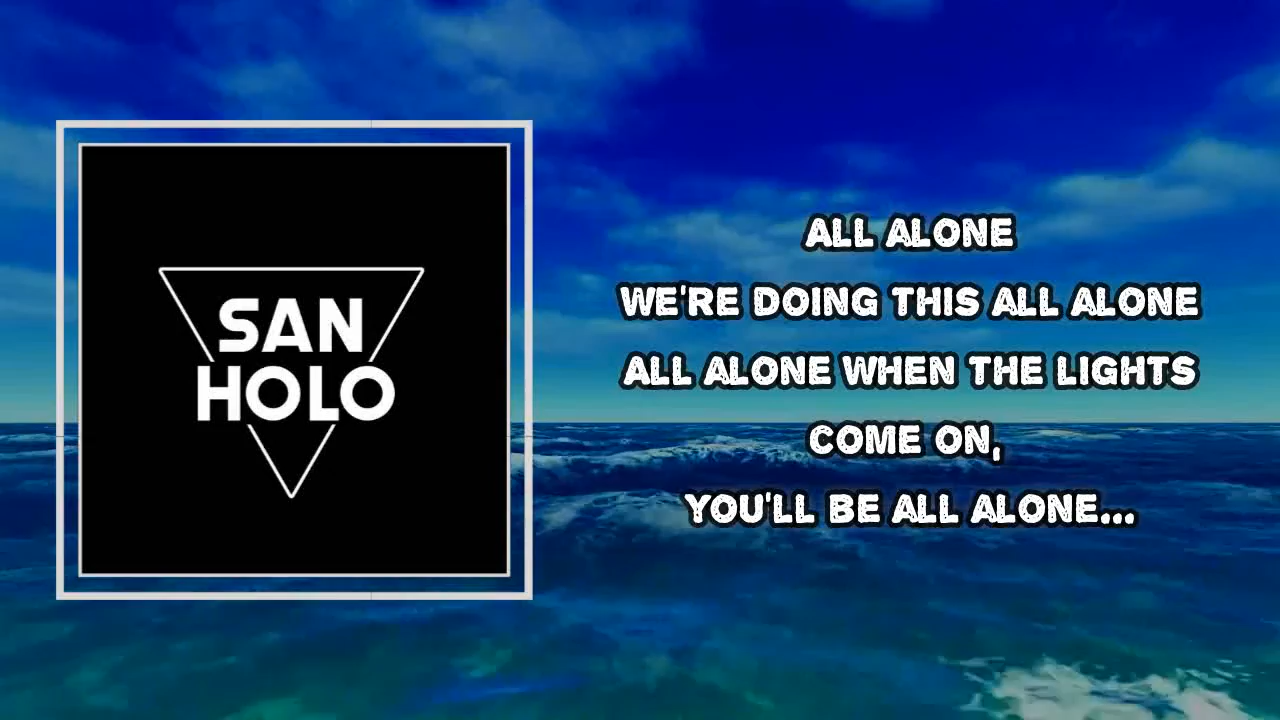 SAN
HOLO
ALL ALONE
WE'RE DOING THIS ALL ALONE
ALL ALONE WHEN THE LIGHTS
COME ON,
YOU'LL BE ALL ALONE...